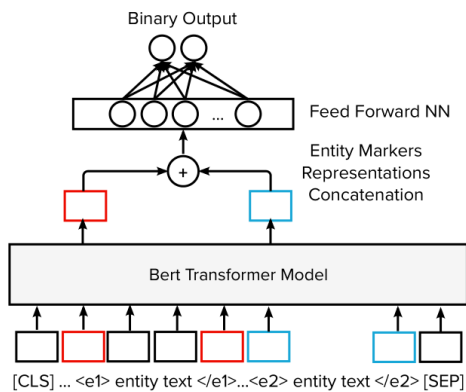 Binary Output
...
Feed Forward NN
Entity Markers
Representations
Concatenation
+
Bert Transformer Model
[CLS] ... <e1> entity text </e1>...<e2> entity text </e2> [SEP]